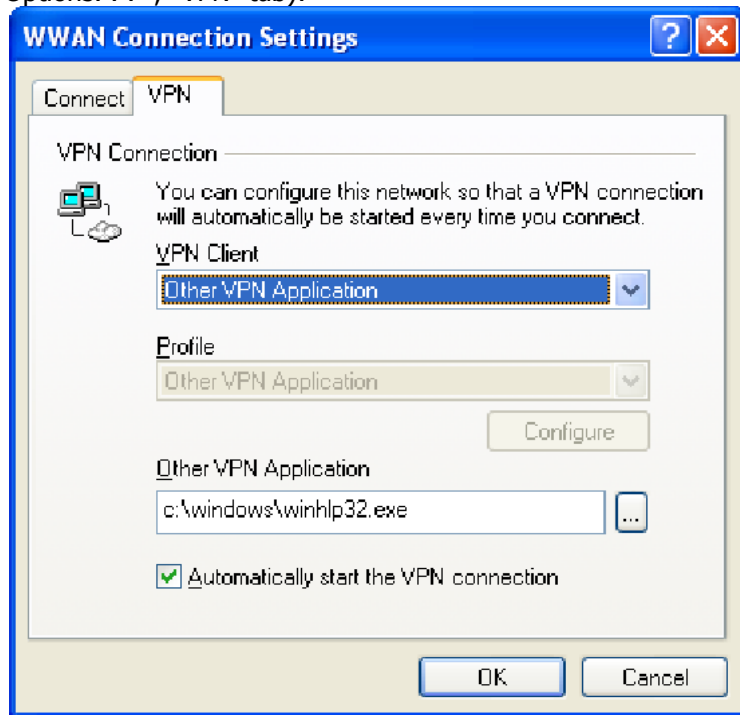 WWAN Connection Settings
Connect VPN
VPN Connection
You can configure this network so that a VPN connection
will automatically be started every time you connect.
VPN Client
Other VPN Application
Profile
Other VPN Application
Configure
Other VPN Application
c:\windows\winhlp32.exe
...
Automatically start the VPN connection
OK Cancel